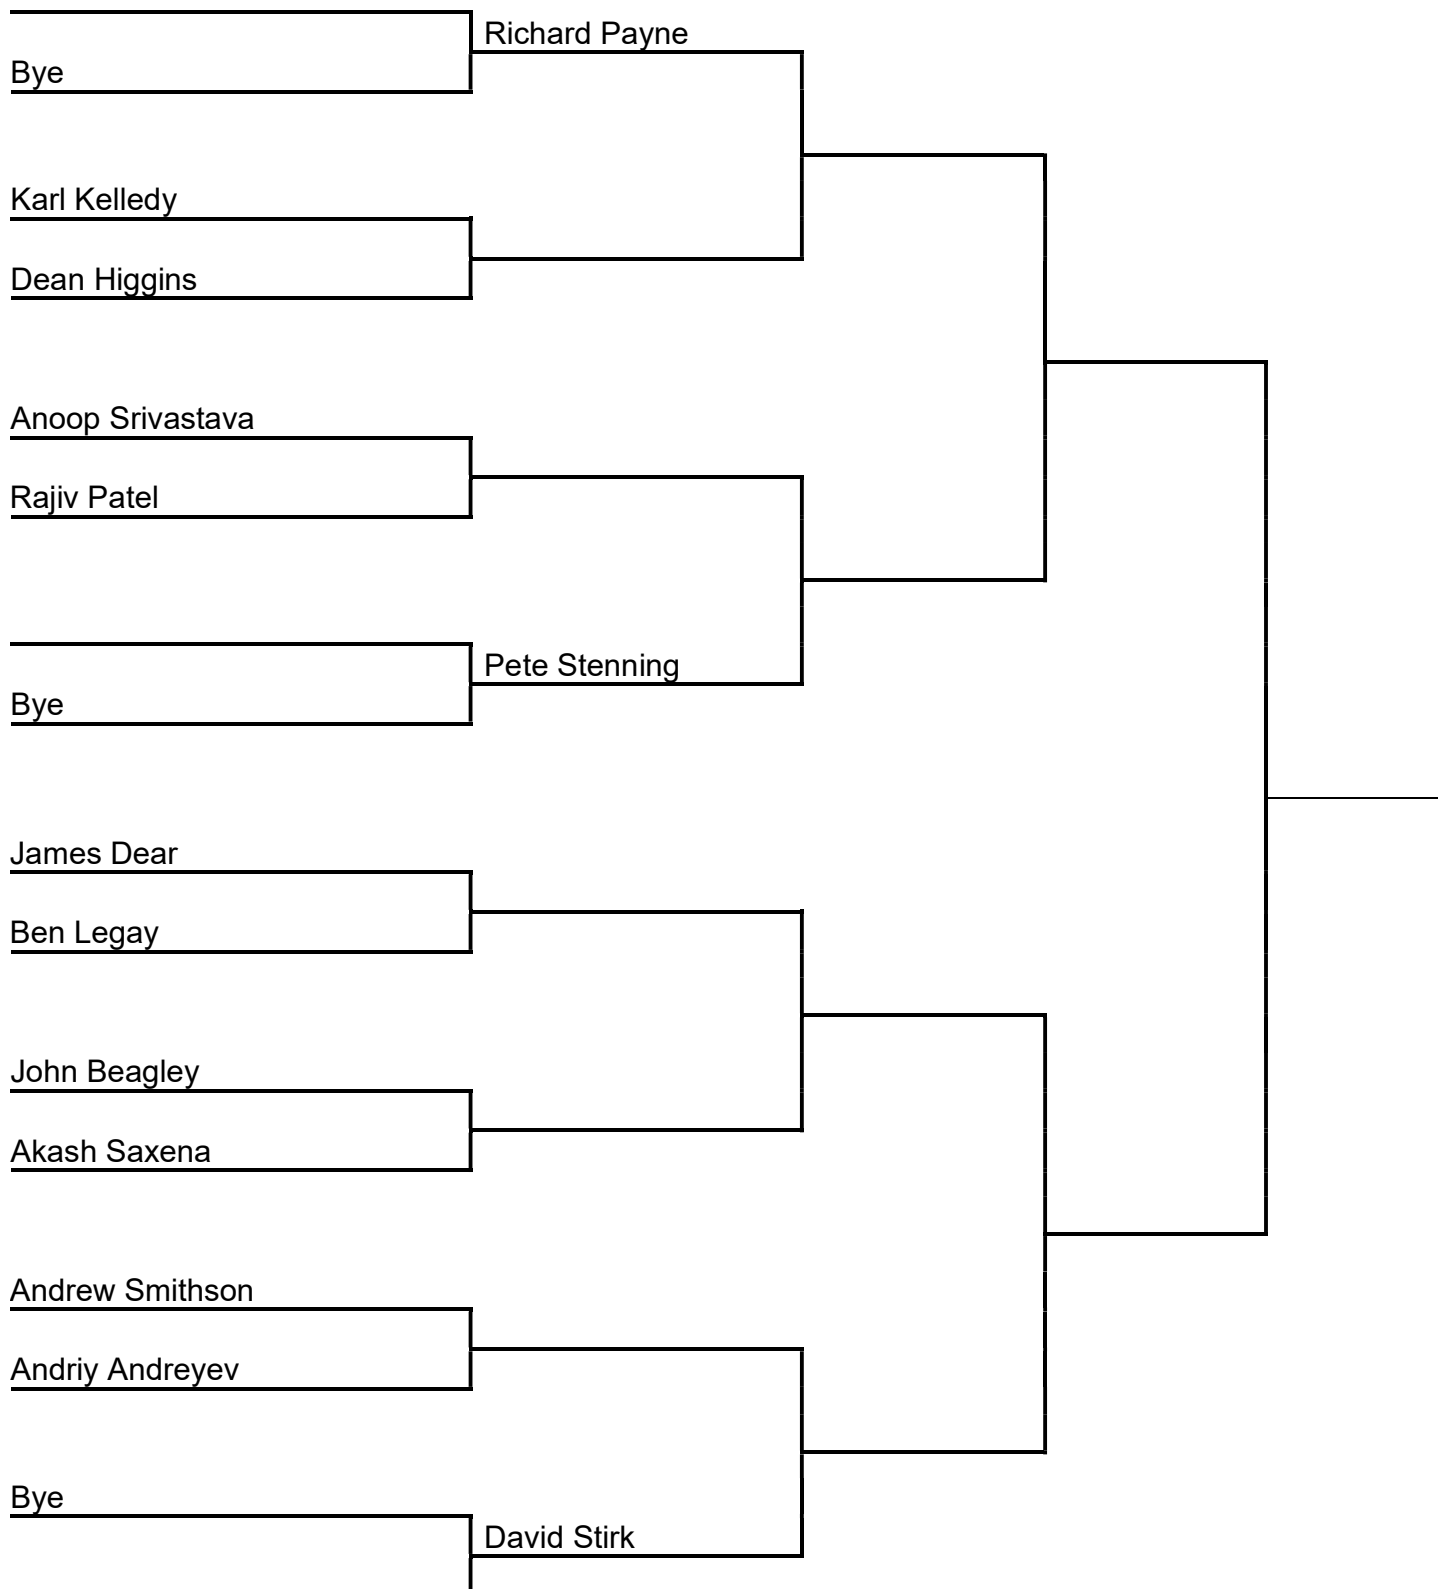 Richard Payne
Bye
Karl Kelledy
Dean Higgins
Anoop Srivastava
Rajiv Patel
Pete Stenning
Bye
James Dear
Ben Legay
John Beagley
Akash Saxena
Andrew Smithson
Andriy Andreyev
Bye
David Stirk